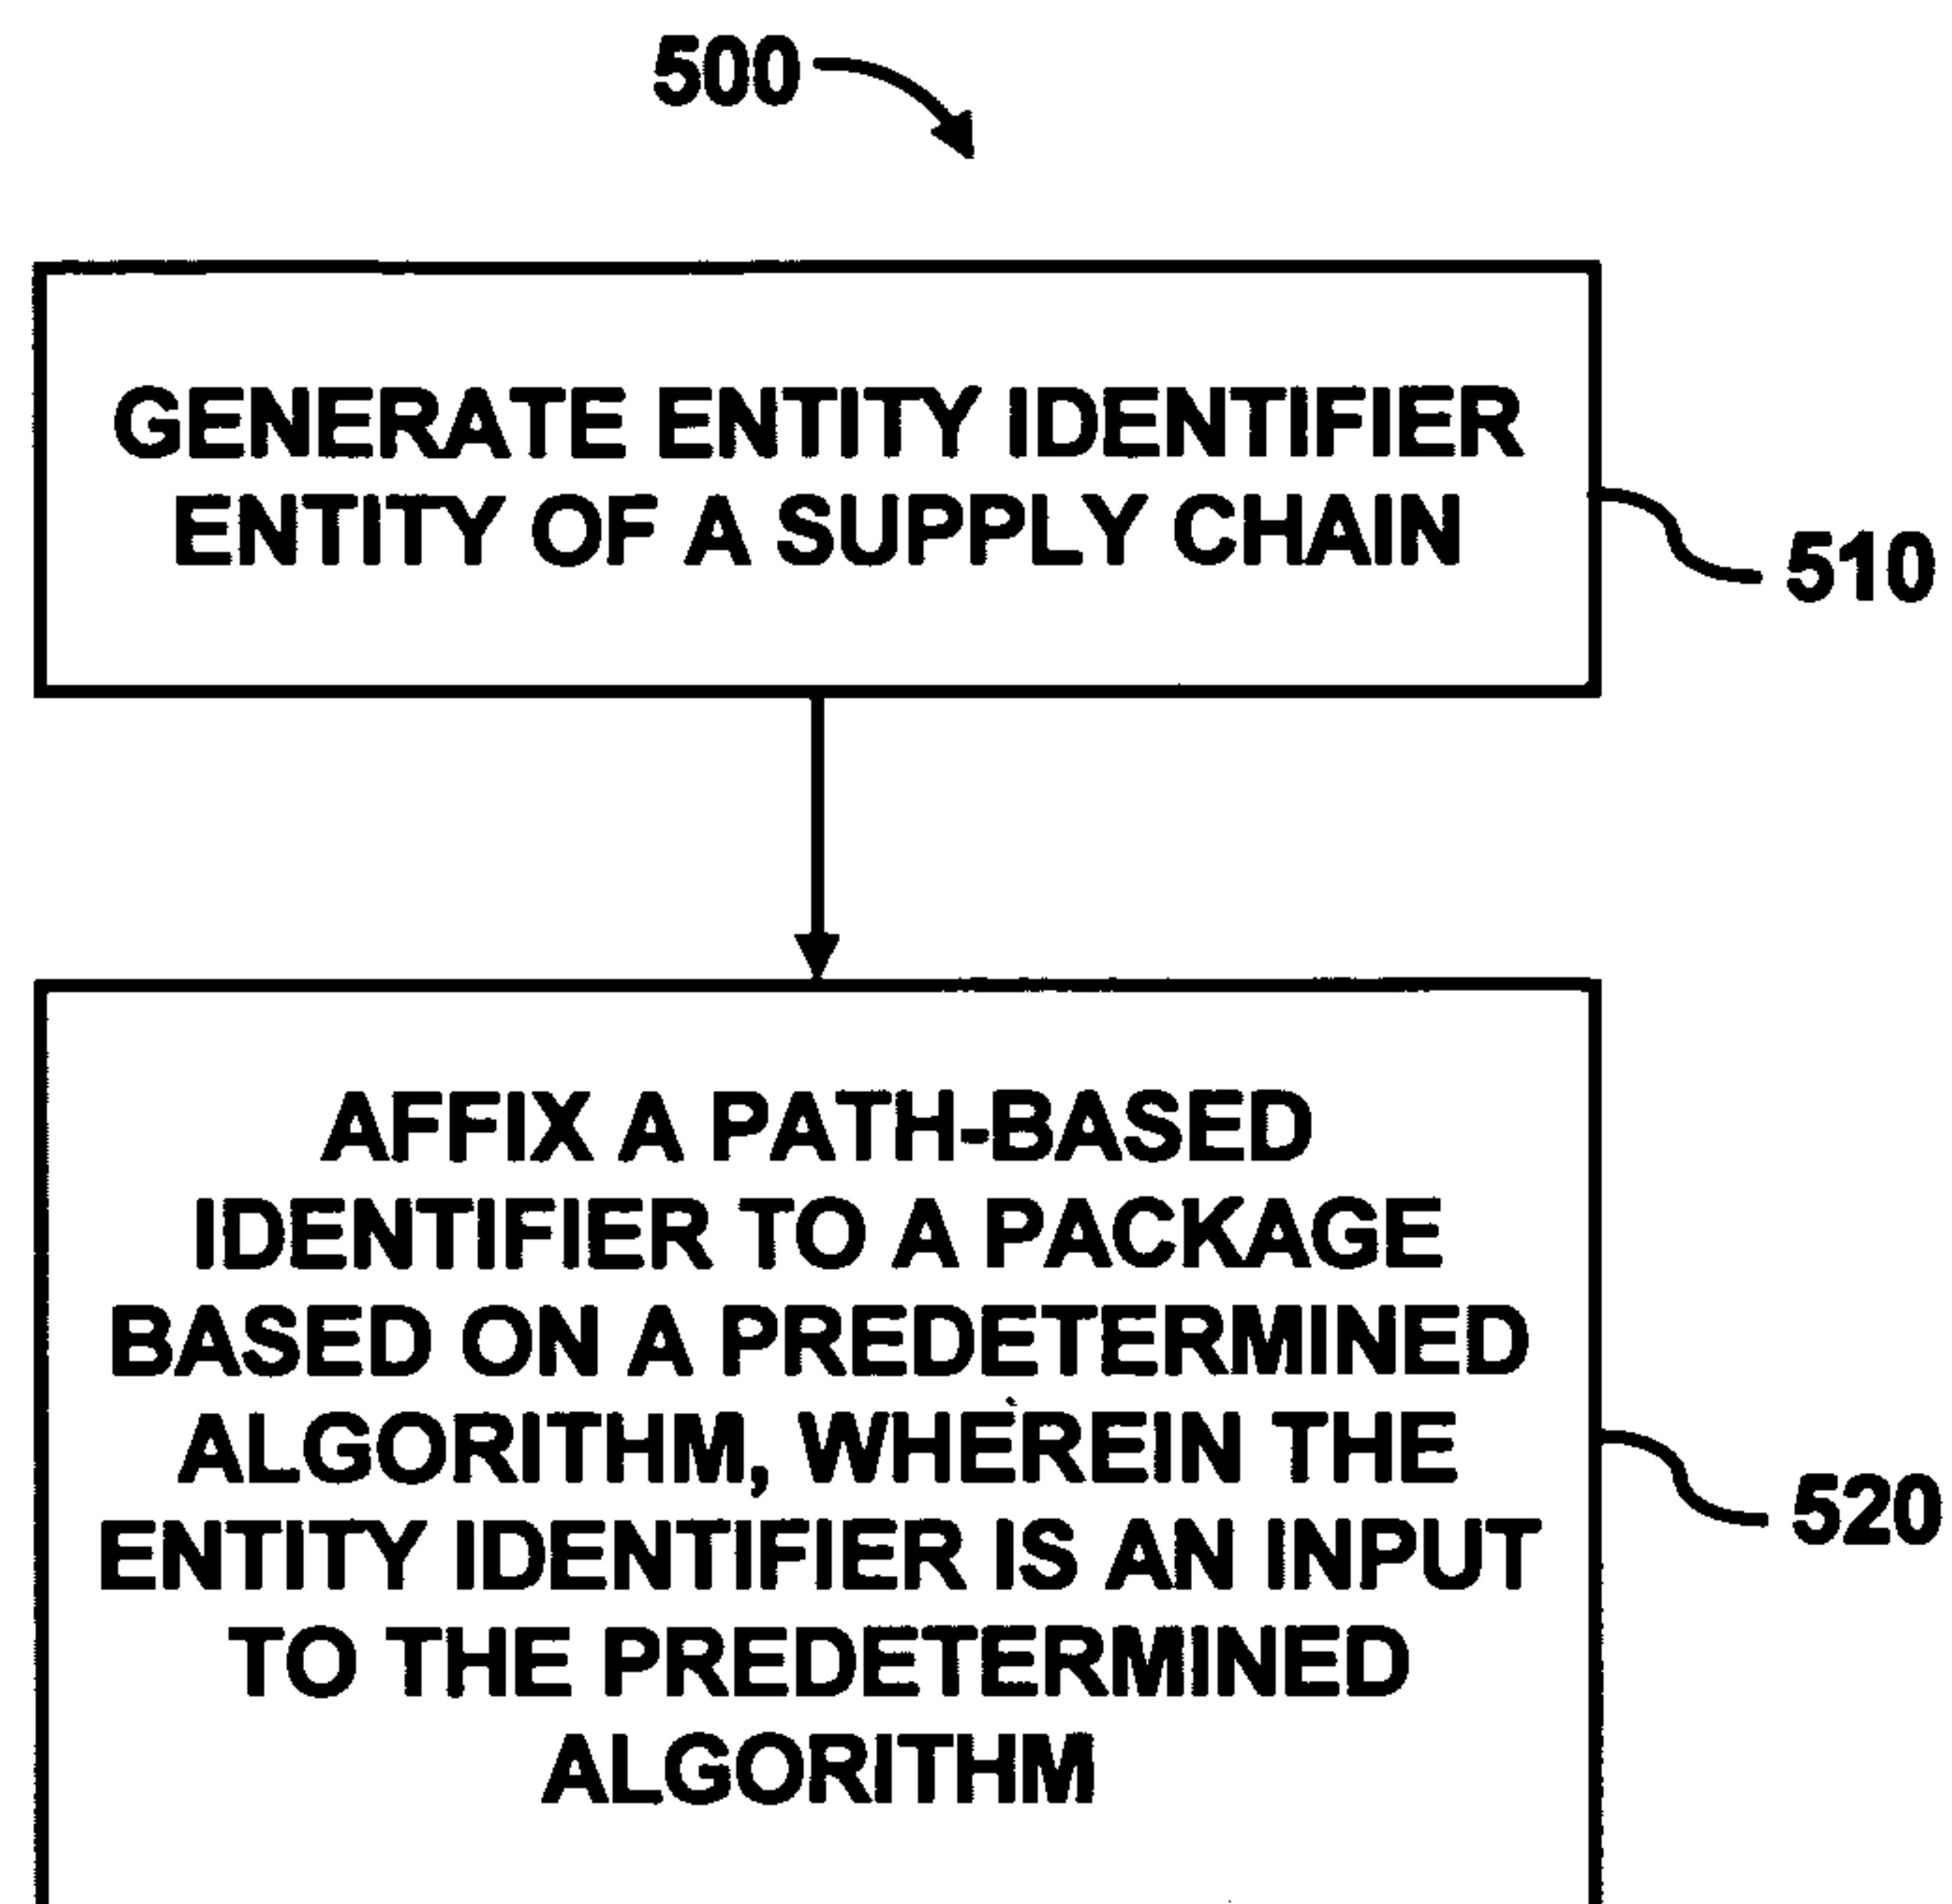 500
GENERATE ENTITY IDENTIFIER
ENTITY OF A SUPPLY CHAIN
510
AFFIX A PATH-BASED
IDENTIFIER TO A PACKAGE
BASED ON A PREDETERMINED
ALGORITHM, WHEREIN THE
ENTITY IDENTIFIER IS AN INPUT
TO THE PREDETERMINED
ALGORITHM
520